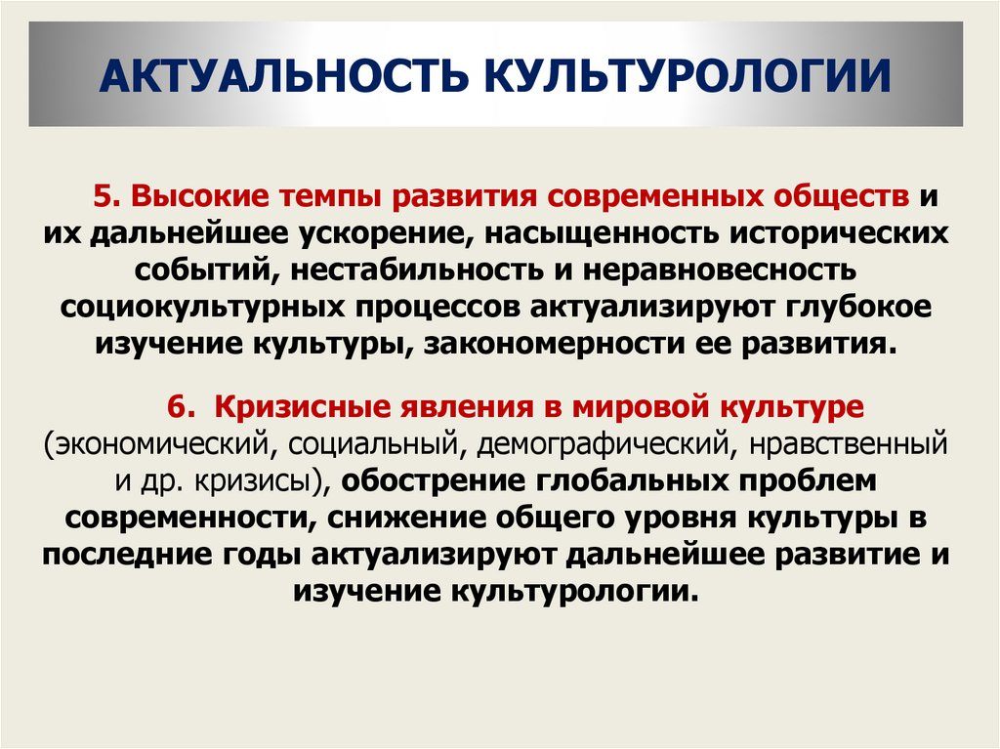 АКТУАЛЬНОСТЬ КУЛЬТУРОЛОГИИ
5. Высокие темпы развития современных обществ и
их дальнейшее ускорение, насыщенность исторических
событий, нестабильность и неравновесность
социокультурных процессов актуализируют глубокое
изучение культуры, закономерности ее развития.
6. Кризисные явления в мировой культуре
(экономический, социальный, демографический, нравственный
и др. кризисы), обострение глобальных проблем
современности, снижение общего уровня культуры в
последние годы актуализируют дальнейшее развитие и
изучение культурологии.